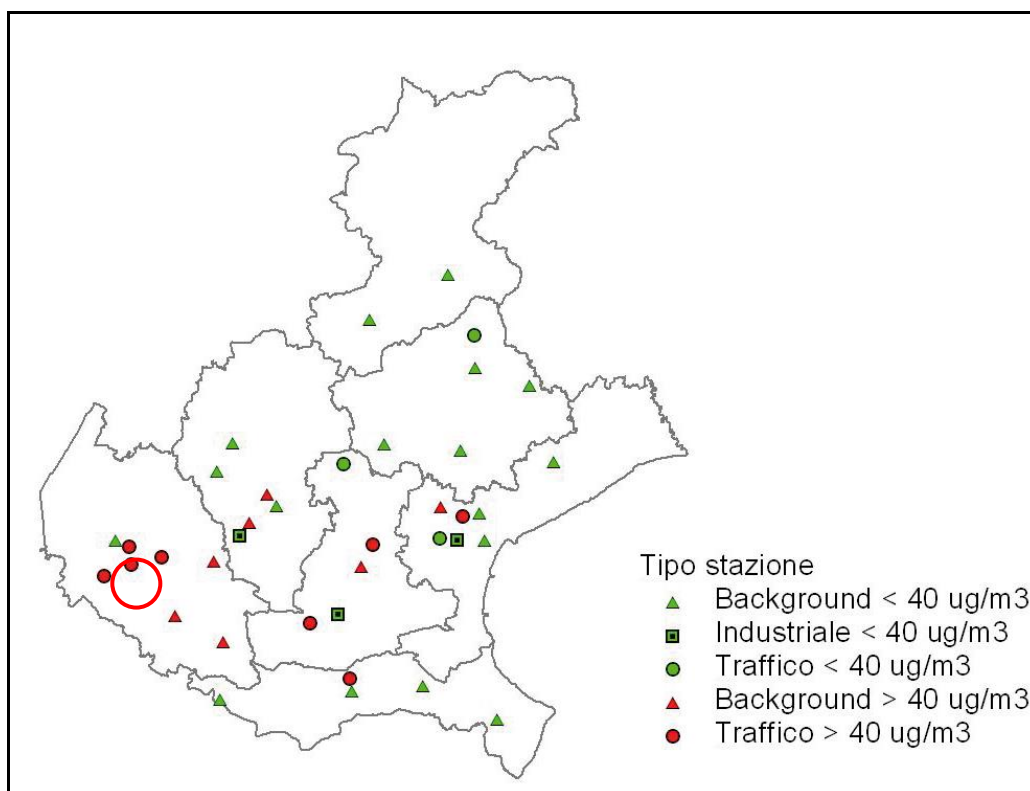 Tipo stazione
Background < 40 ug/m3
Industriale < 40 ug/m3
Traffico < 40 ug/m3
Background > 40 ug/m3
Traffico > 40 ug/m3